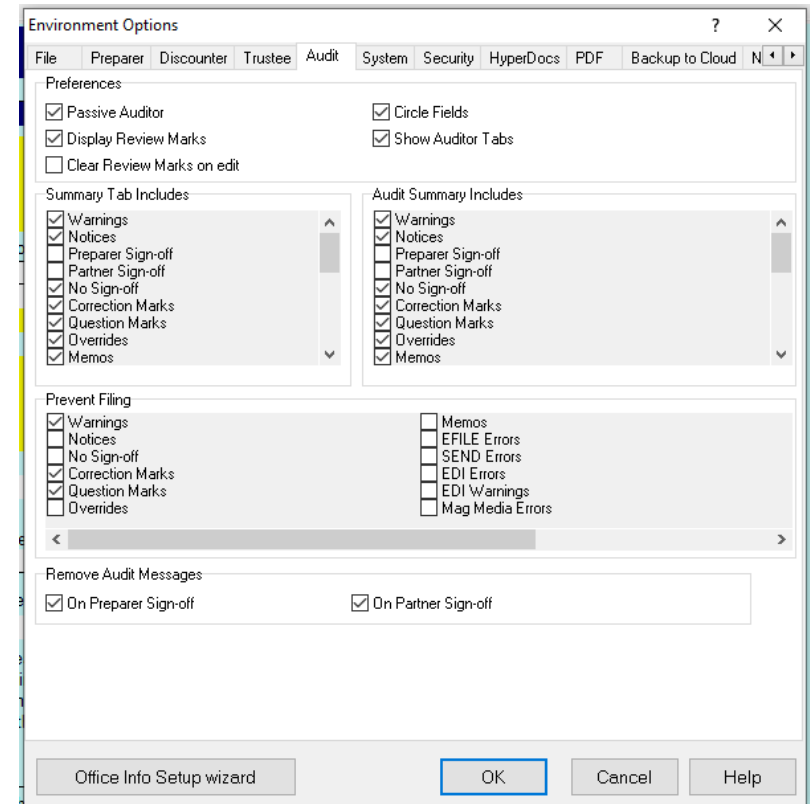 Environment Options ? ×
File Preparer Discounter Trustee Audit System Security HyperDocs PDF Backup to Cloud N
Preferences
Passive Auditor Circle Fields
Display Review Marks Show Auditor Tabs
Clear Review Marks on edit
Summary Tab Includes
Warnings
Notices
Preparer Sign-off
Partner Sign-off
No Sign-off
Correction Marks
Question Marks
Overrides
Memos
Audit Summary Includes
Warnings
Notices
Preparer Sign-off
Partner Sign-off
No Sign-off
Correction Marks
Question Marks
Overrides
Memos
Prevent Filing
Warnings
Notices
No Sign-off
Correction Marks
Question Marks
Overrides
Memos
EFILE Errors
SEND Errors
EDI Errors
EDI Warnings
Mag Media Errors
Remove Audit Messages
On Preparer Sign-off On Partner Sign-off
Office Info Setup wizard OK Cancel Help